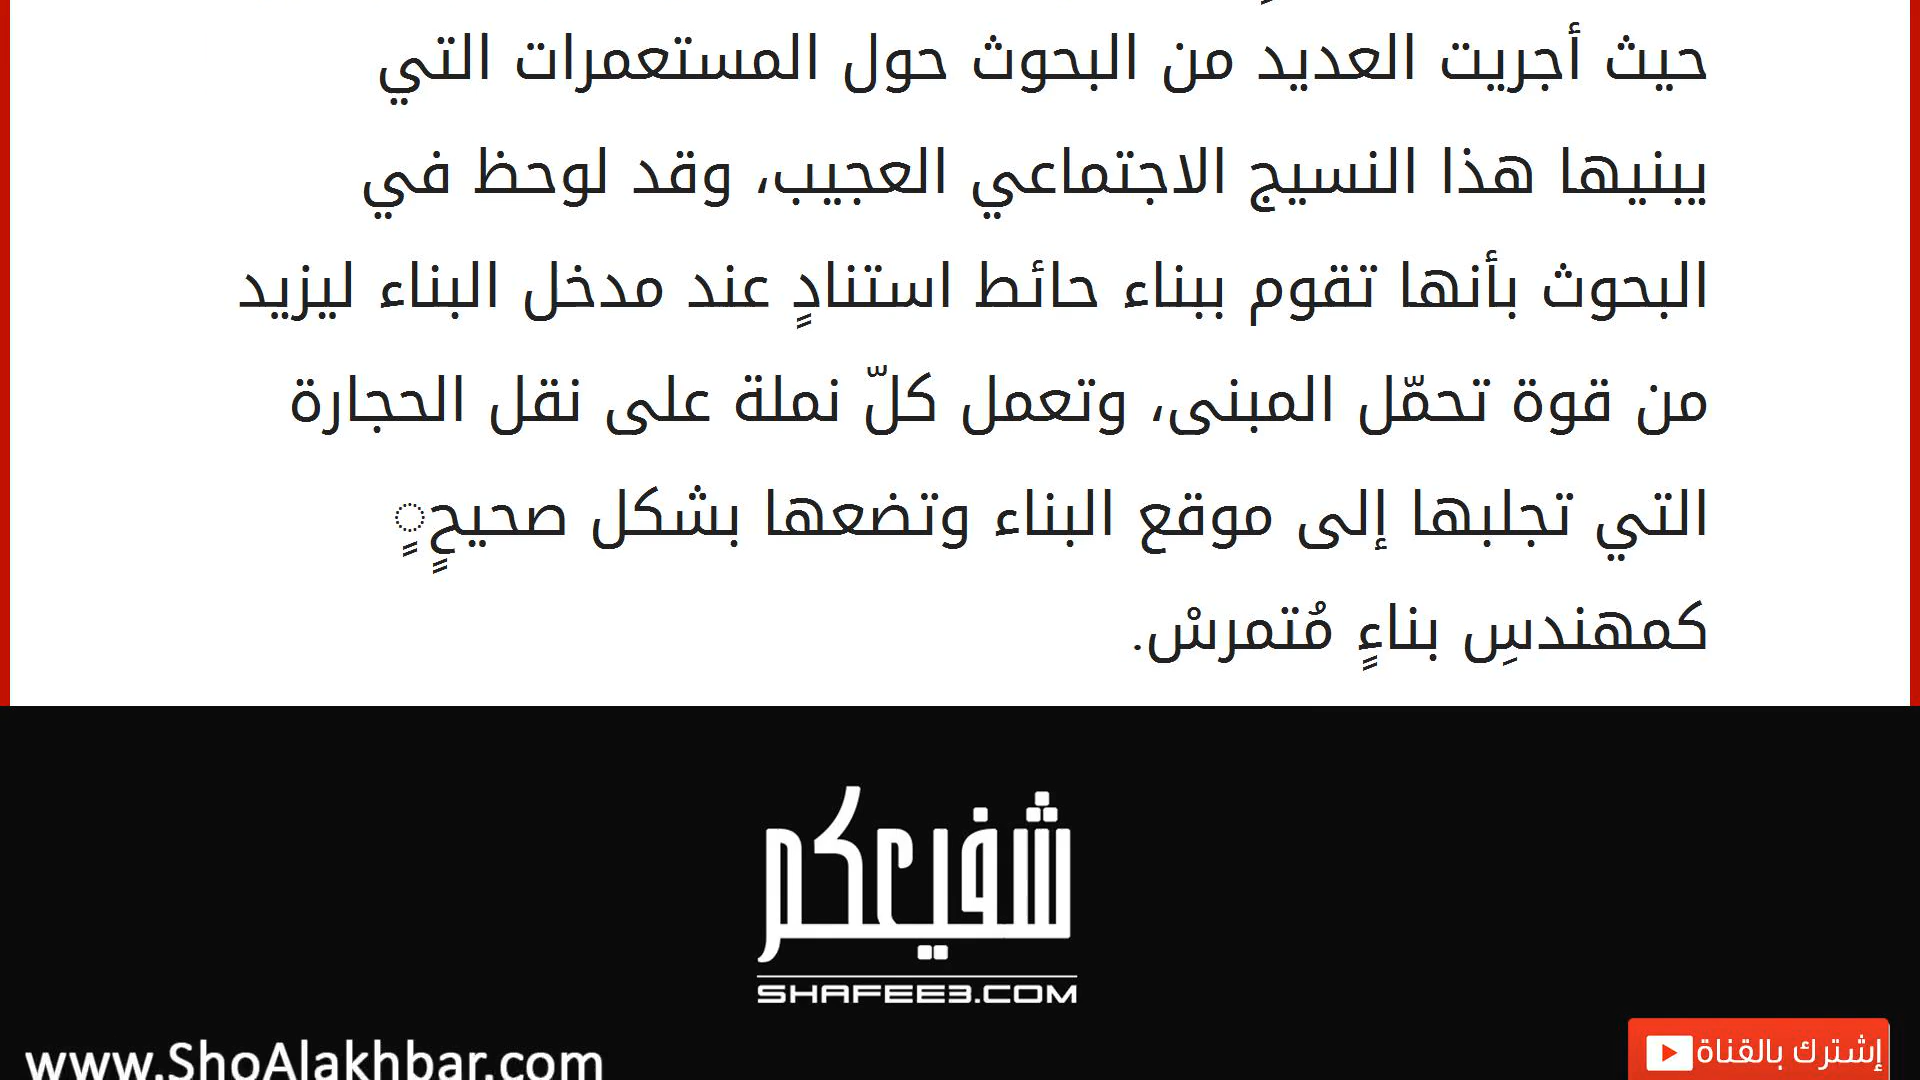 حيث أجريت العديد من البحوث حول المستعمرات التي
يبنيها هذا النسيج الاجتماعي العجيب، وقد لوحظ في
البحوث بأنها تقوم ببناء حائط استنادٍ عند مدخل البناء ليزيد
من قوة تحمّل المبنى، وتعمل كلّ نملة على نقل الحجارة
التي تجلبها إلى موقع البناء وتضعها بشكل صحيحٍٍ
كمهندسِ بناءٍ مُتمرسْ.
شفيعكم
SHAFEE3.COM
www.ShoAlakhbar.com
إشترك بالقناة